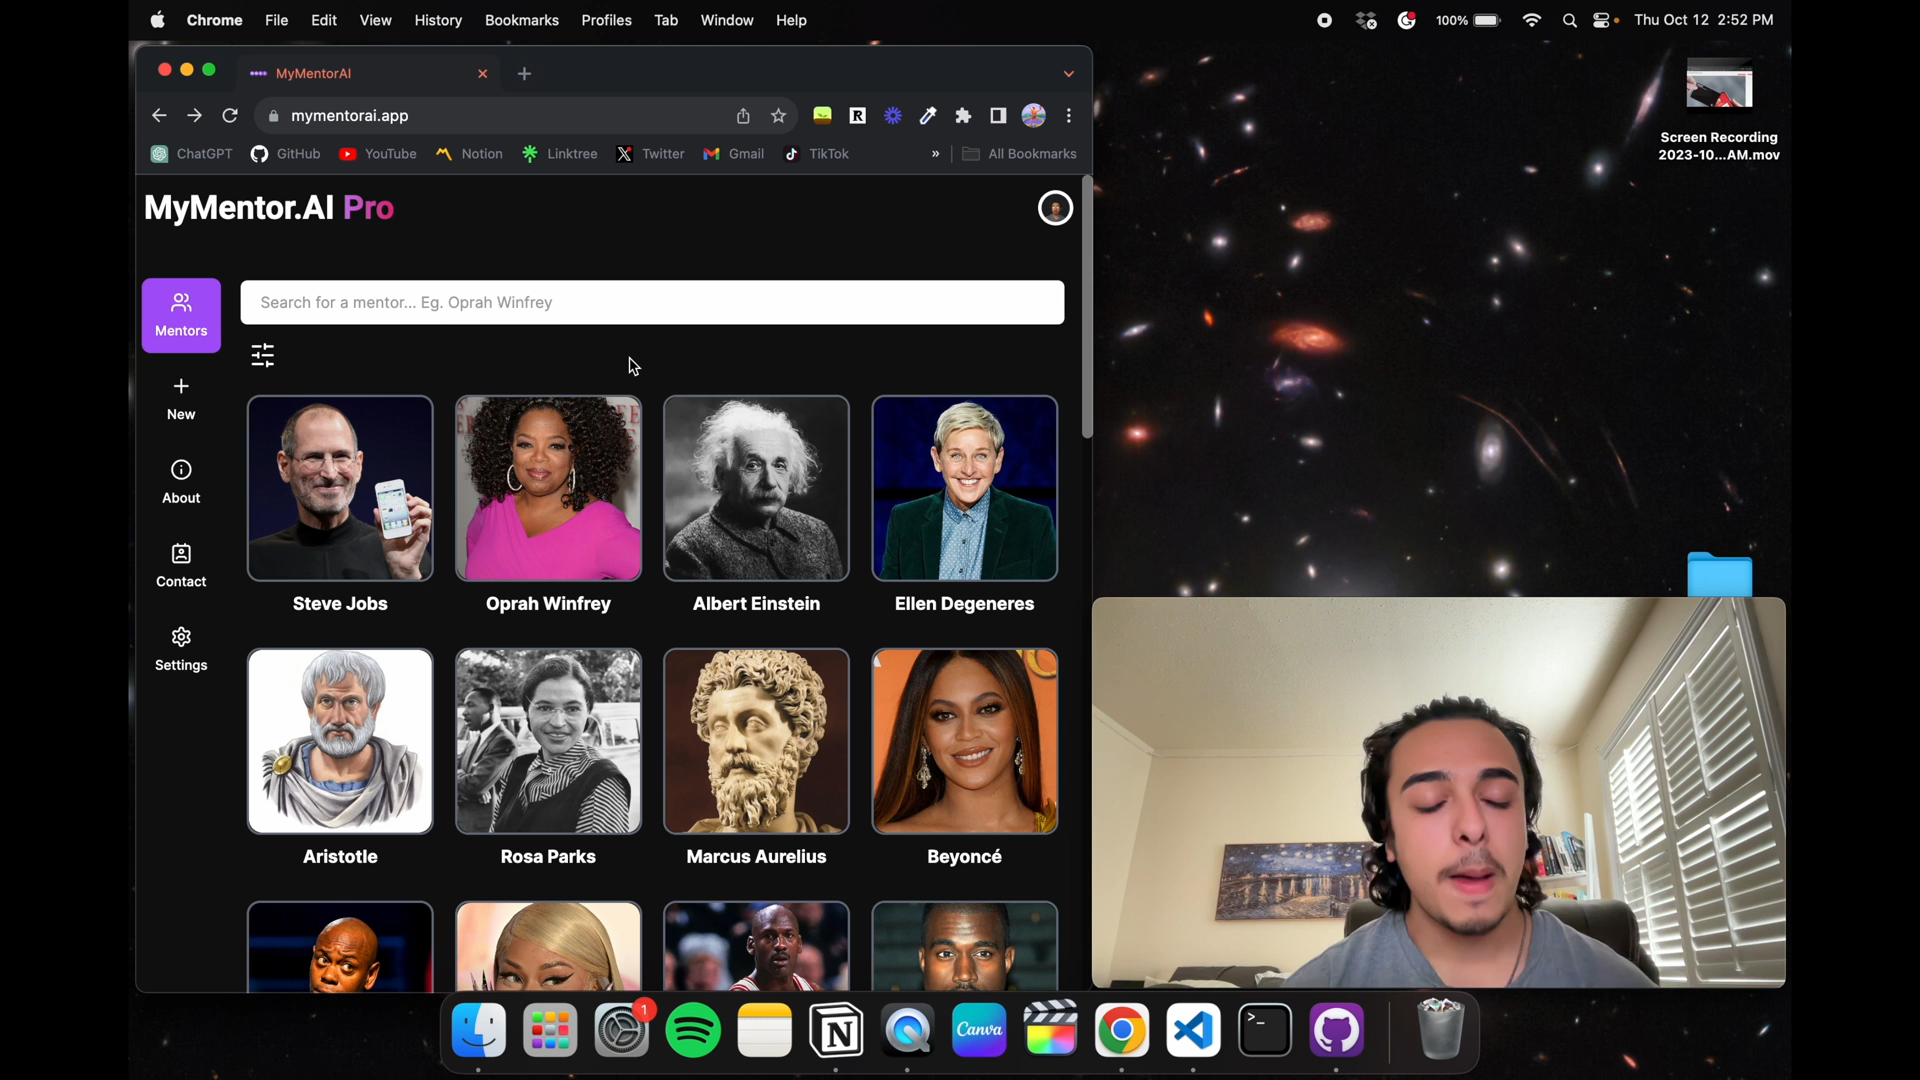 Chrome File Edit View History Bookmarks Profiles Tab Window Help 100% Thu Oct 12 2:52 PM
MyMentorAI
mymentorai.app
ChatGPT GitHub YouTube Notion Linktree Twitter Gmail TikTok » All Bookmarks
Screen Recording
2023-10...AM.mov
MyMentor.AI Pro
Search for a mentor... Eg. Oprah Winfrey
Mentors
New
About
Contact
Settings
Steve Jobs Oprah Winfrey Albert Einstein Ellen Degeneres
Aristotle Rosa Parks Marcus Aurelius Beyoncé
1
Canva
>_